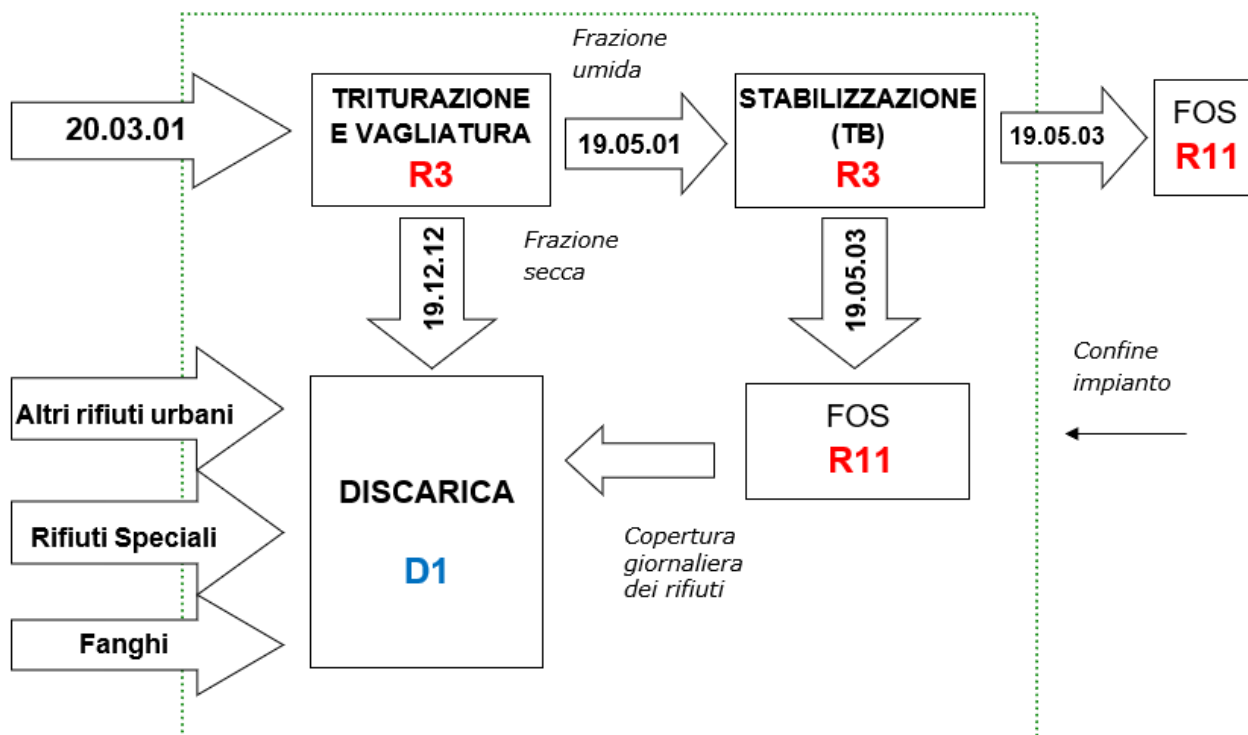 Frazione
umida
20.03.01
TRITURAZIONE
E VAGLIATURA
R3
19.05.01
STABILIZZAZIONE
(TB)
R3
19.05.03
FOS
R11
19.12.12
Frazione
secca
19.05.03
Confine
impianto
Altri rifiuti urbani
Rifiuti Speciali
Fanghi
DISCARICA
D1
FOS
R11
Copertura
giornaliera
dei rifiuti